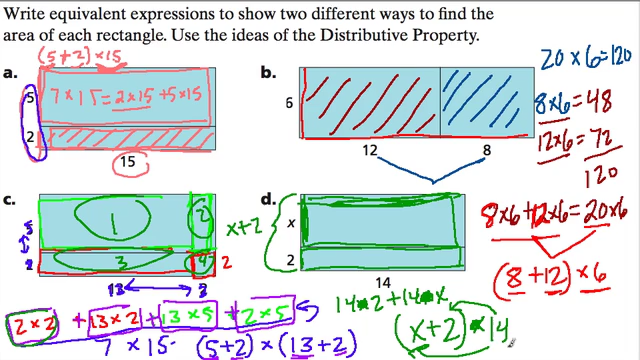 Write equivalent expressions to show two different ways to find the
area of each rectangle. Use the ideas of the Distributive Property.
(5+2) ×15
a.
5
7 × 15 = 2×15 + 5×15
2
15
b.
6
12
8
20 × 6 = 120
8×6 = 48
12×6 = 72
120
8×6 + 12×6 = 20×6
(8 + 12) × 6
c.
1
2
5
3
4
2
2
13
2 × 2 + 13 × 2 + 13 × 5 + 2 × 5
7 × 15
(5+2) × (13 + 2)
d.
x+2
x
2
14
14 • 2 + 14 • x
(x + 2) • 14